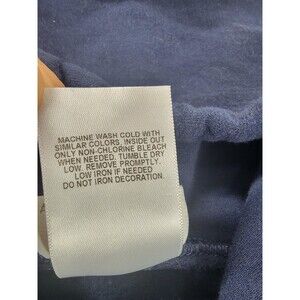 MACHINE WASH COLD WITH
SIMILAR COLORS, INSIDE OUT
ONLY NON-CHLORINE BLEACH
WHEN NEEDED. TUMBLE DRY
LOW. REMOVE PROMPTLY.
LOW IRON IF NEEDED
DO NOT IRON DECORATION.